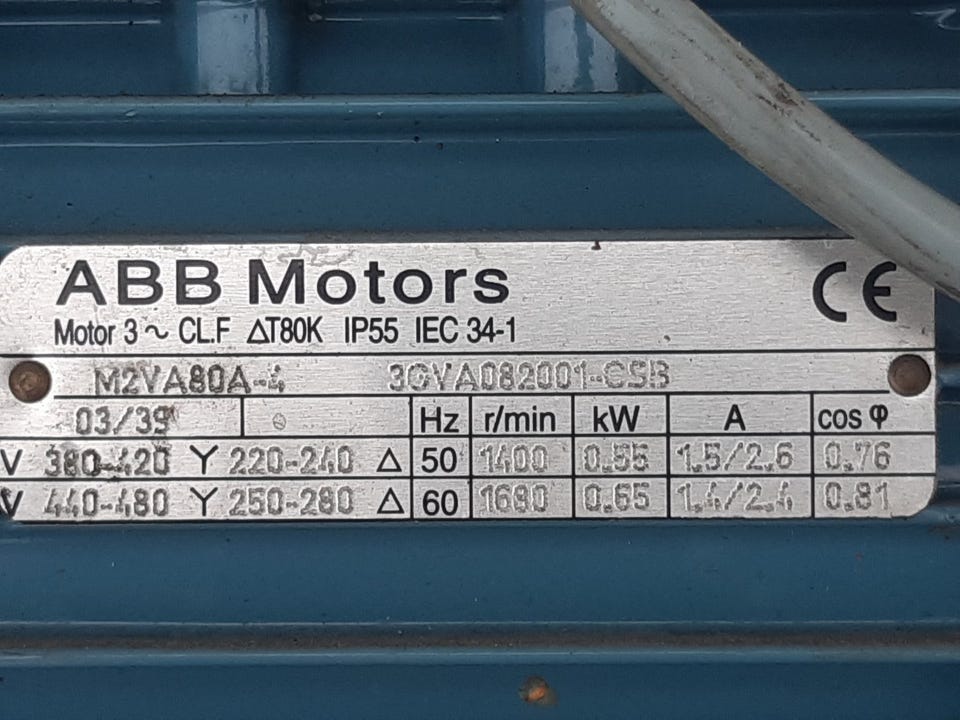 ABB Motors CE
Motor 3 ~ CL.F ΔT80K IP55 IEC 34-1
M2VA80A-4 3GVA082001-CSB
03/39 Hz r/min kW A cos φ
V 380-420 Y 220-240 Δ 50 1400 0.55 1.5/2.6 0.76
V 440-480 Y 250-280 Δ 60 1680 0.65 1.4/2.4 0.81